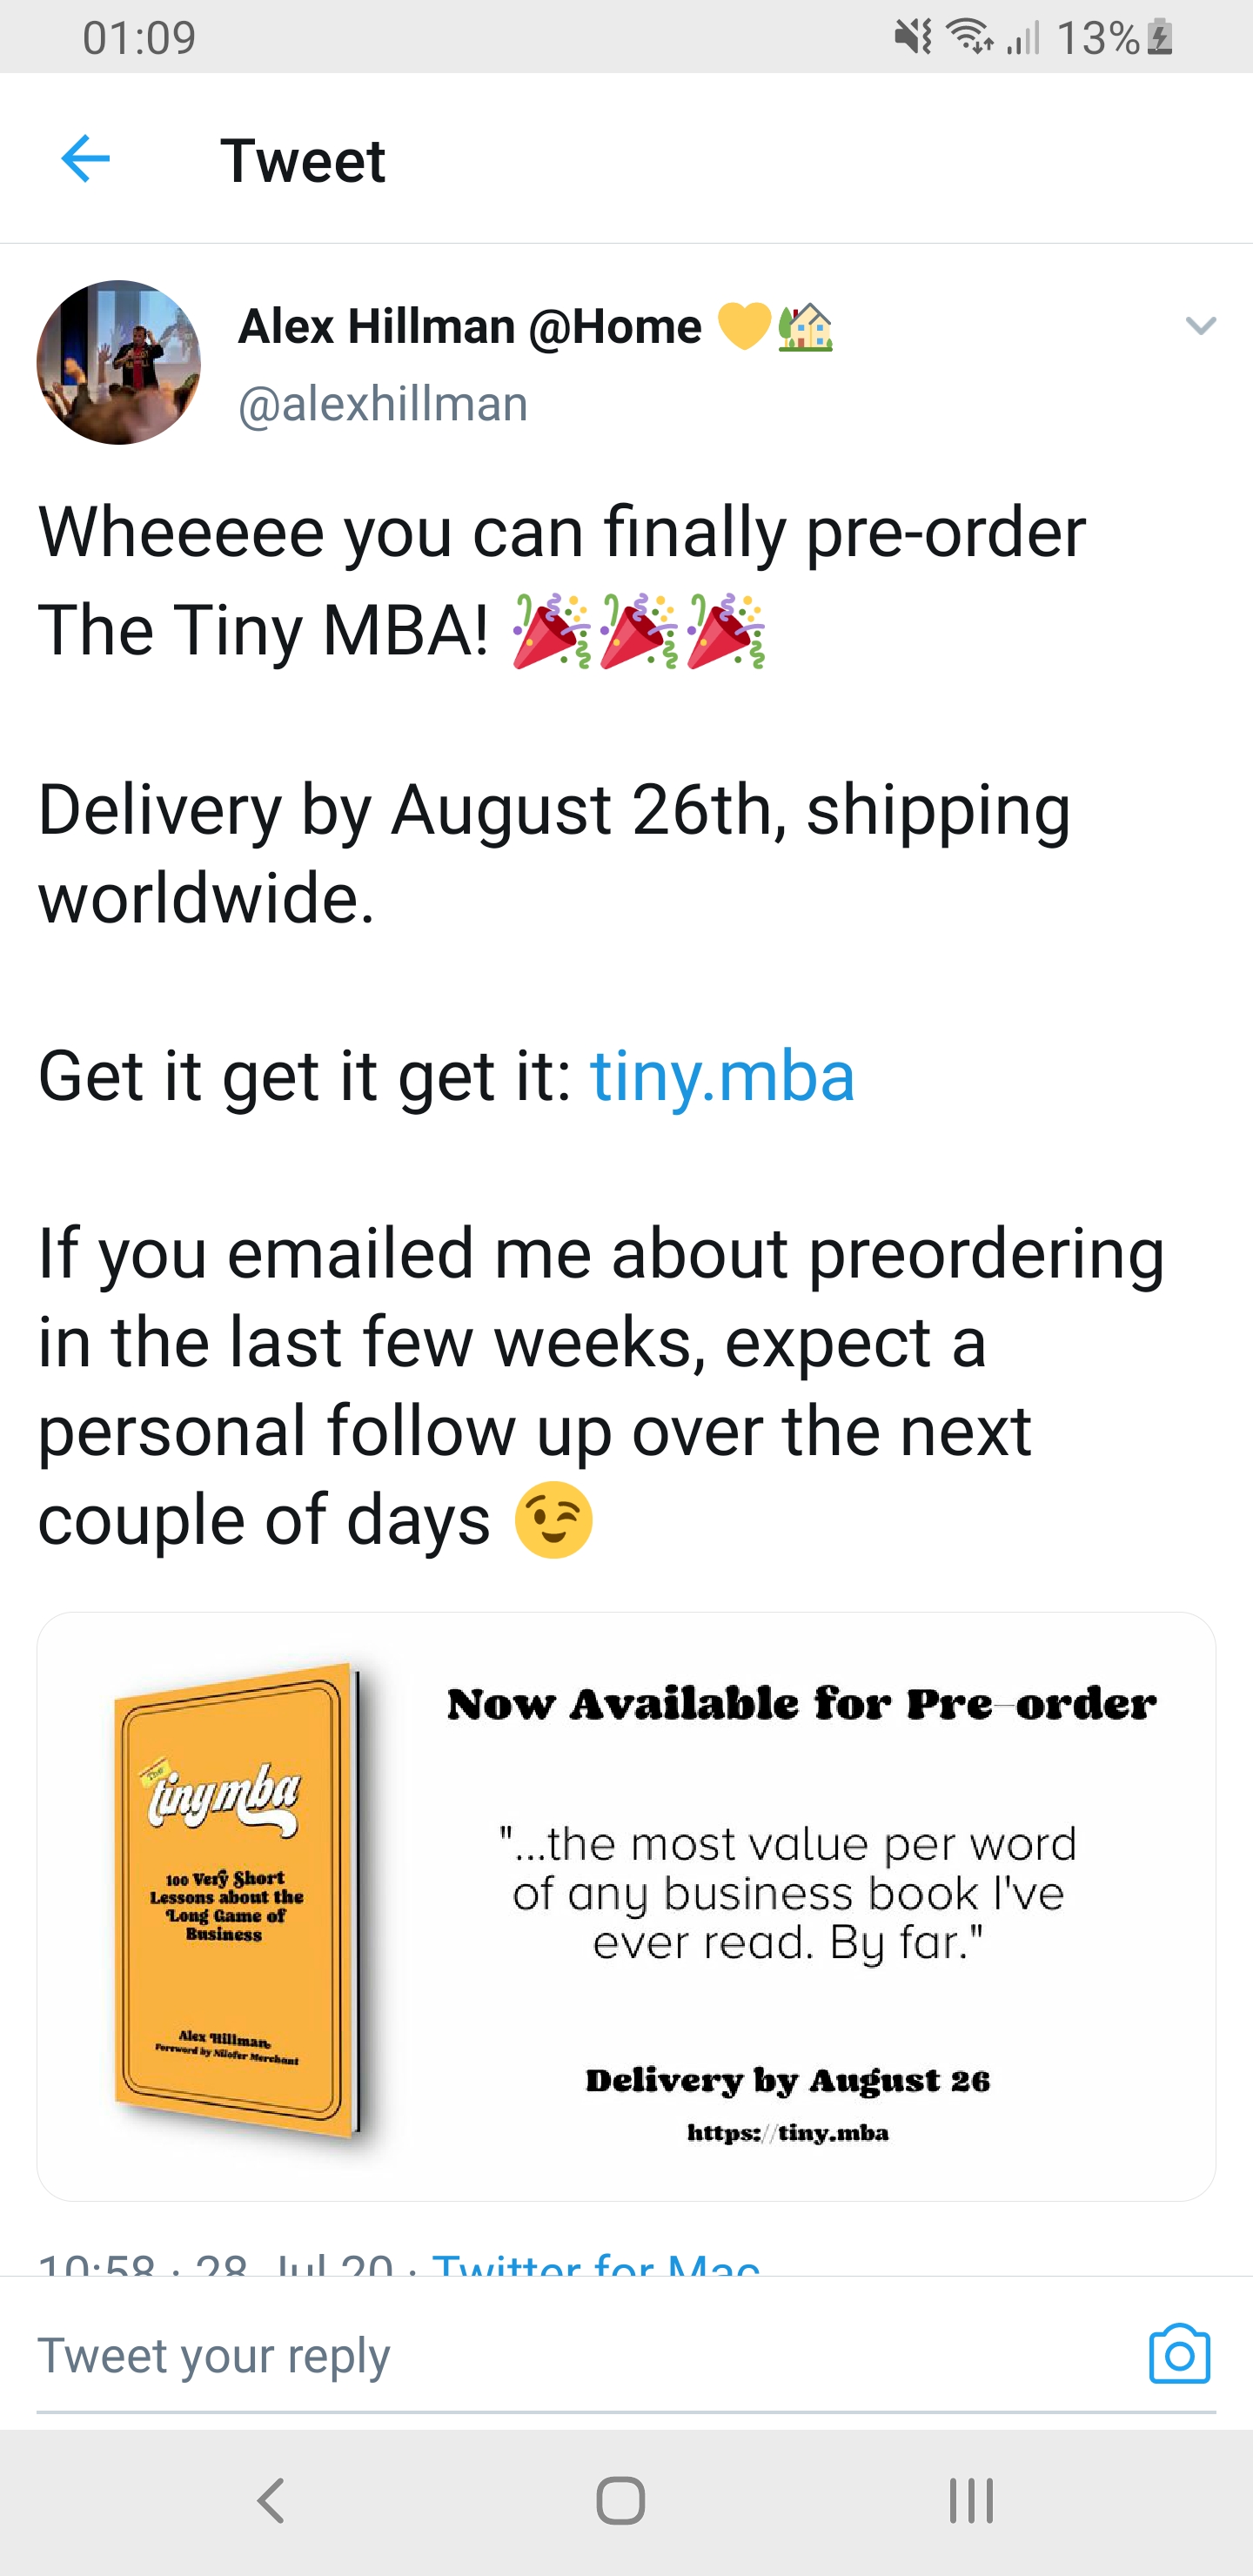 01:09
13%
Tweet
Alex Hillman @Home 💛🏡
@alexhillman
Wheeeee you can finally pre-order
The Tiny MBA! 🎉🎉🎉
Delivery by August 26th, shipping
worldwide.
Get it get it get it: tiny.mba
If you emailed me about preordering
in the last few weeks, expect a
personal follow up over the next
couple of days 😉
The
tiny mba
100 Very Short
Lessons about the
Long Game of
Business
Alex Hillman
Foreword by Nilofer Merchant
Now Available for Pre-order
"...the most value per word
of any business book I've
ever read. By far."
Delivery by August 26
https://tiny.mba
10:58 · 28 Jul 20 · Twitter for Mac
Tweet your reply